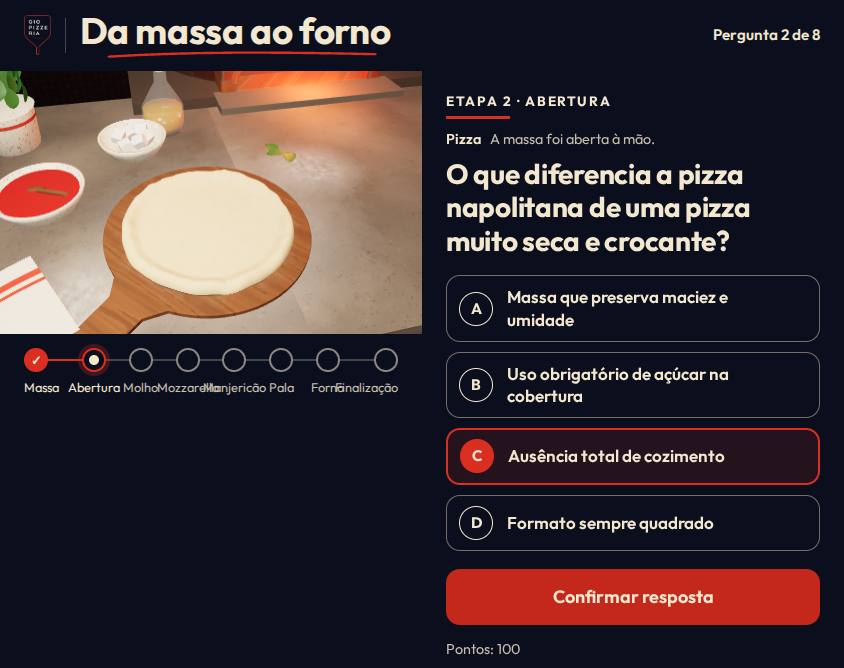 GIO
PIZZE
RIA
Da massa ao forno
Pergunta 2 de 8
ETAPA 2 · ABERTURA
Pizza A massa foi aberta à mão.
O que diferencia a pizza
napolitana de uma pizza
muito seca e crocante?
A Massa que preserva maciez e
umidade
B Uso obrigatório de açúcar na
cobertura
C Ausência total de cozimento
D Formato sempre quadrado
Confirmar resposta
Pontos: 100
✓
Massa Abertura Molho Mozzarella Manjericão Pala Forno Finalização